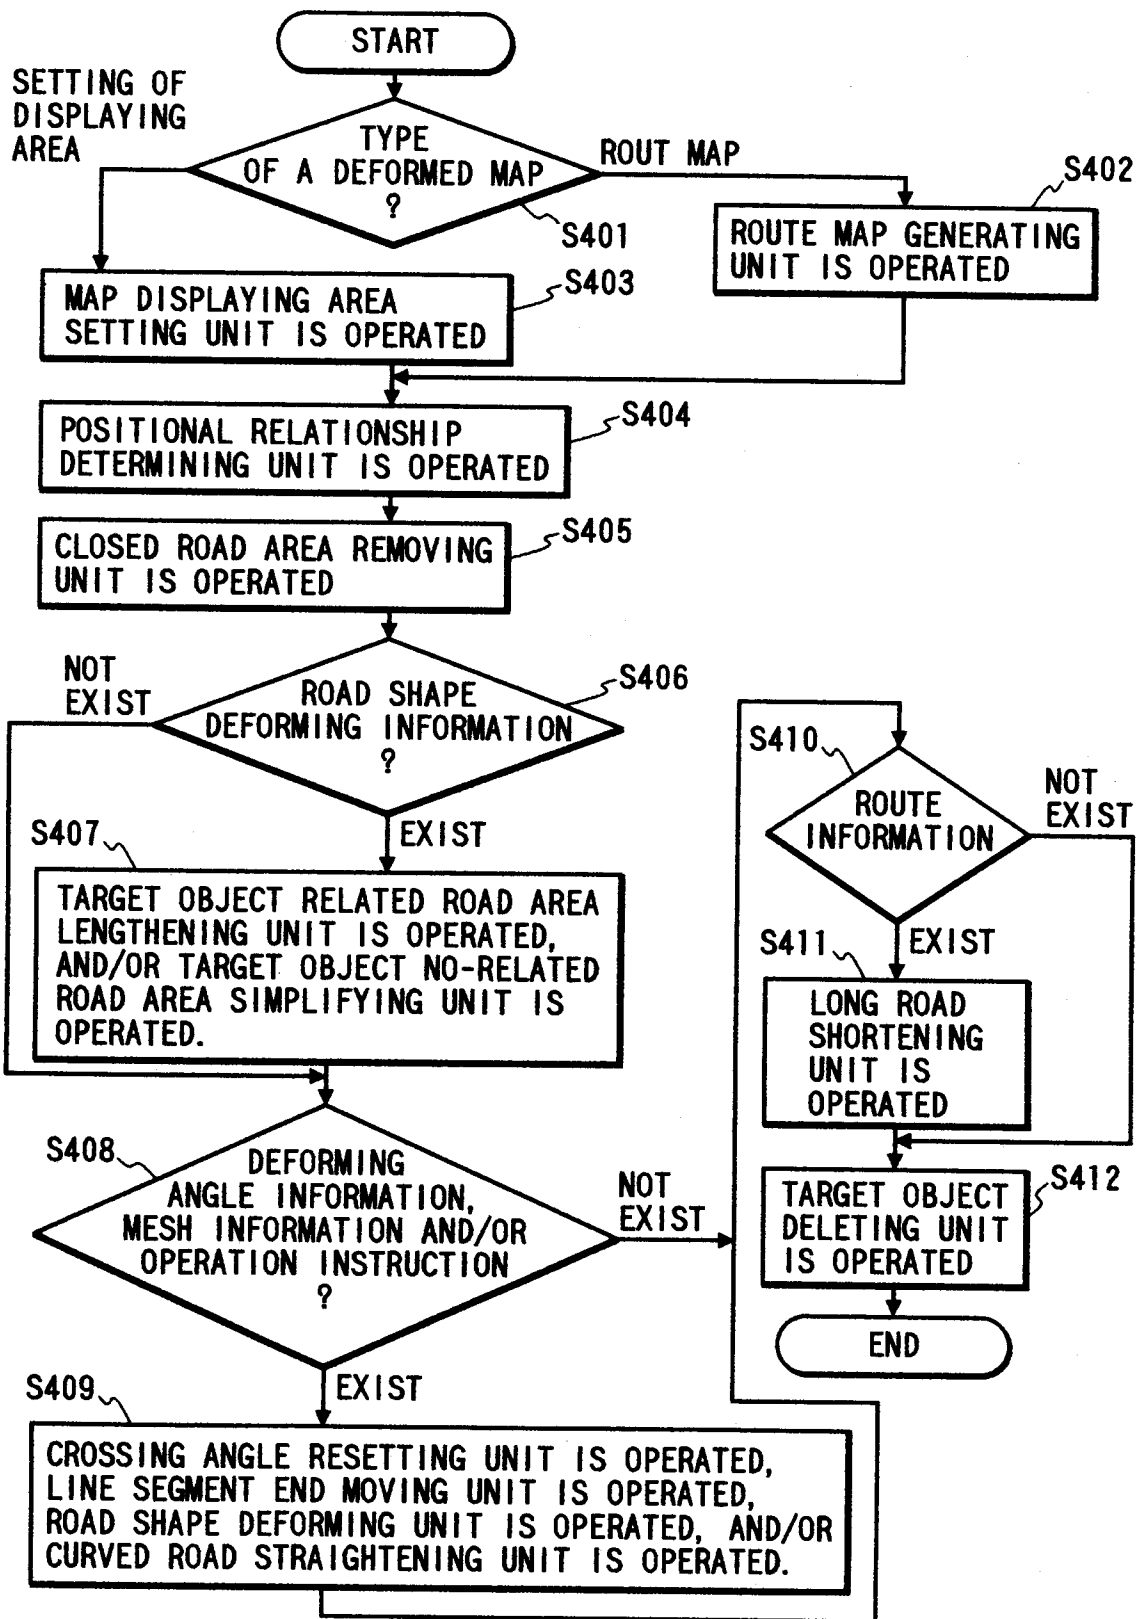 START
SETTING OF
DISPLAYING
AREA
TYPE
OF A DEFORMED MAP
?
ROUT MAP
S401
S402
ROUTE MAP GENERATING
UNIT IS OPERATED
S403
MAP DISPLAYING AREA
SETTING UNIT IS OPERATED
S404
POSITIONAL RELATIONSHIP
DETERMINING UNIT IS OPERATED
S405
CLOSED ROAD AREA REMOVING
UNIT IS OPERATED
NOT
EXIST
S406
ROAD SHAPE
DEFORMING INFORMATION
?
EXIST
S407
TARGET OBJECT RELATED ROAD AREA
LENGTHENING UNIT IS OPERATED,
AND/OR TARGET OBJECT NO-RELATED
ROAD AREA SIMPLIFYING UNIT IS
OPERATED.
S408
DEFORMING
ANGLE INFORMATION,
MESH INFORMATION AND/OR
OPERATION INSTRUCTION
?
NOT
EXIST
EXIST
S409
CROSSING ANGLE RESETTING UNIT IS OPERATED,
LINE SEGMENT END MOVING UNIT IS OPERATED,
ROAD SHAPE DEFORMING UNIT IS OPERATED, AND/OR
CURVED ROAD STRAIGHTENING UNIT IS OPERATED.
S410
ROUTE
INFORMATION
NOT
EXIST
EXIST
S411
LONG ROAD
SHORTENING
UNIT IS
OPERATED
S412
TARGET OBJECT
DELETING UNIT
IS OPERATED
END